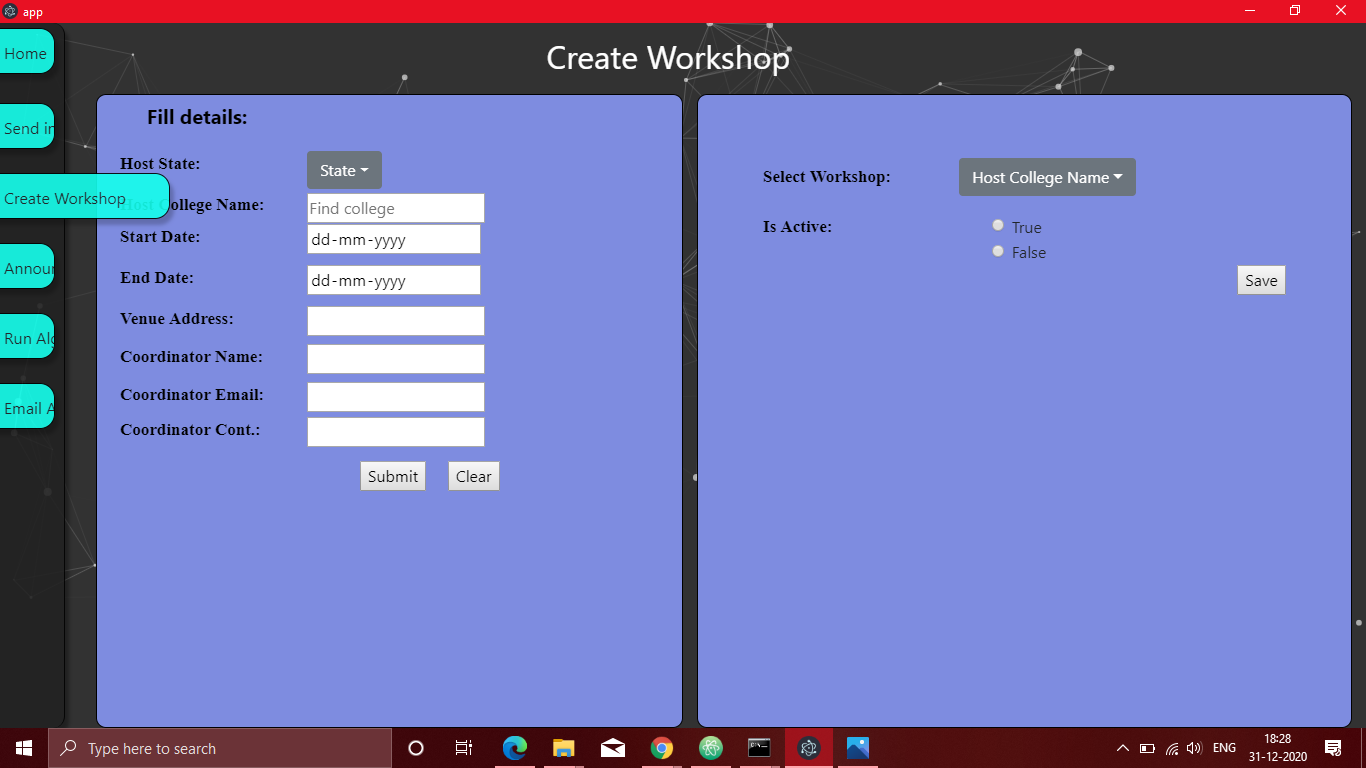 app
Create Workshop
Home
Send in
Create Workshop
Announ
Run Alg
Email A
Fill details:
Host State:
State
Host College Name:
Find college
Start Date:
dd-mm-yyyy
End Date:
dd-mm-yyyy
Venue Address:
Coordinator Name:
Coordinator Email:
Coordinator Cont.:
Submit Clear
Select Workshop:
Host College Name
Is Active:
True
False
Save
Type here to search
ENG
18:28
31-12-2020